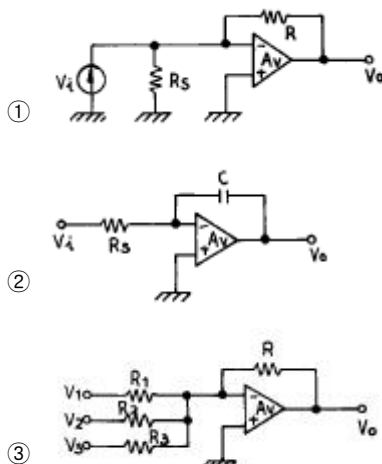 R
Vi
Rs
-
+
Av
Vo
①
C
Vi
Rs
-
+
Av
Vo
②
R
V1
R1
V2
R2
V3
R3
-
+
Av
Vo
③